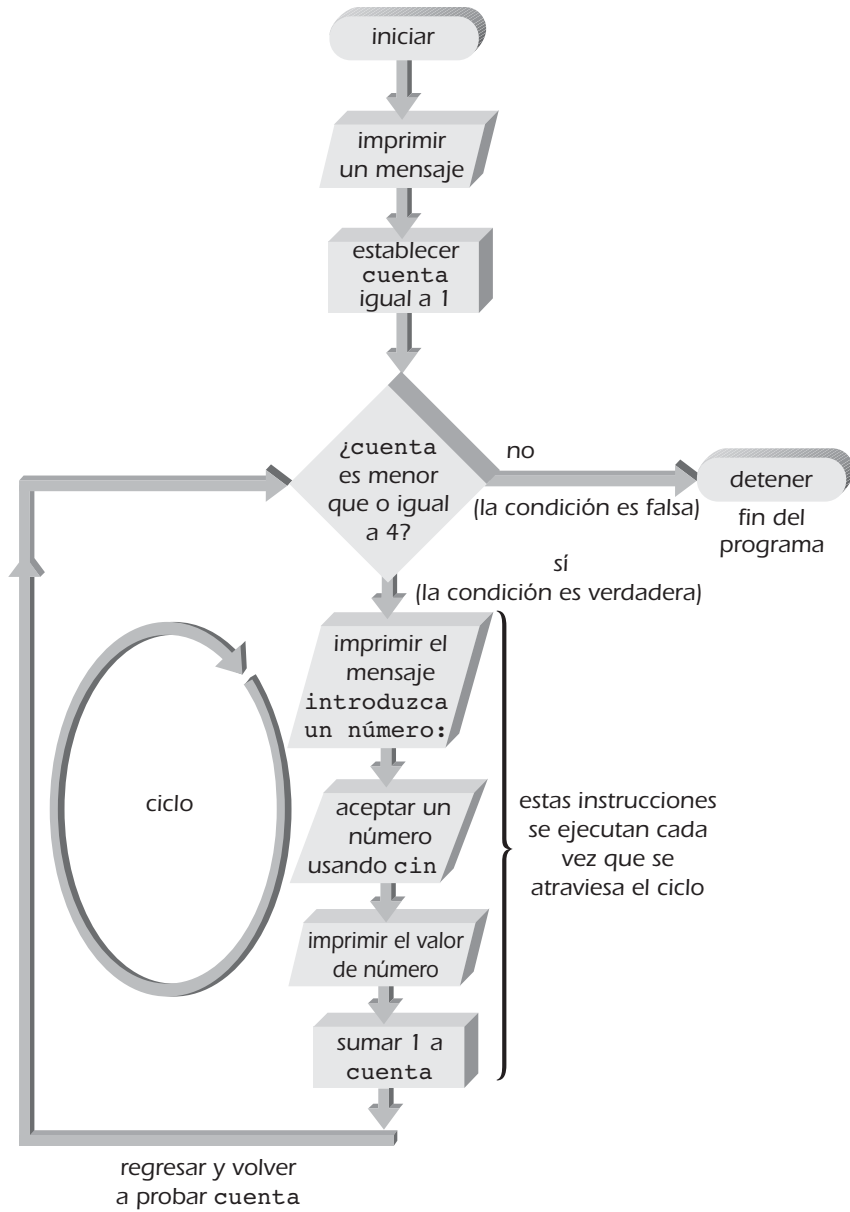 iniciar
imprimir
un mensaje
establecer
cuenta
igual a 1
¿cuenta
es menor
que o igual
a 4?
no
(la condición es falsa)
detener
fin del
programa
sí
(la condición es verdadera)
imprimir el
mensaje
introduzca
un número:
aceptar un
número
usando cin
imprimir el valor
de número
sumar 1 a
cuenta
ciclo
estas instrucciones
se ejecutan cada
vez que se
atraviesa el ciclo
regresar y volver
a probar cuenta